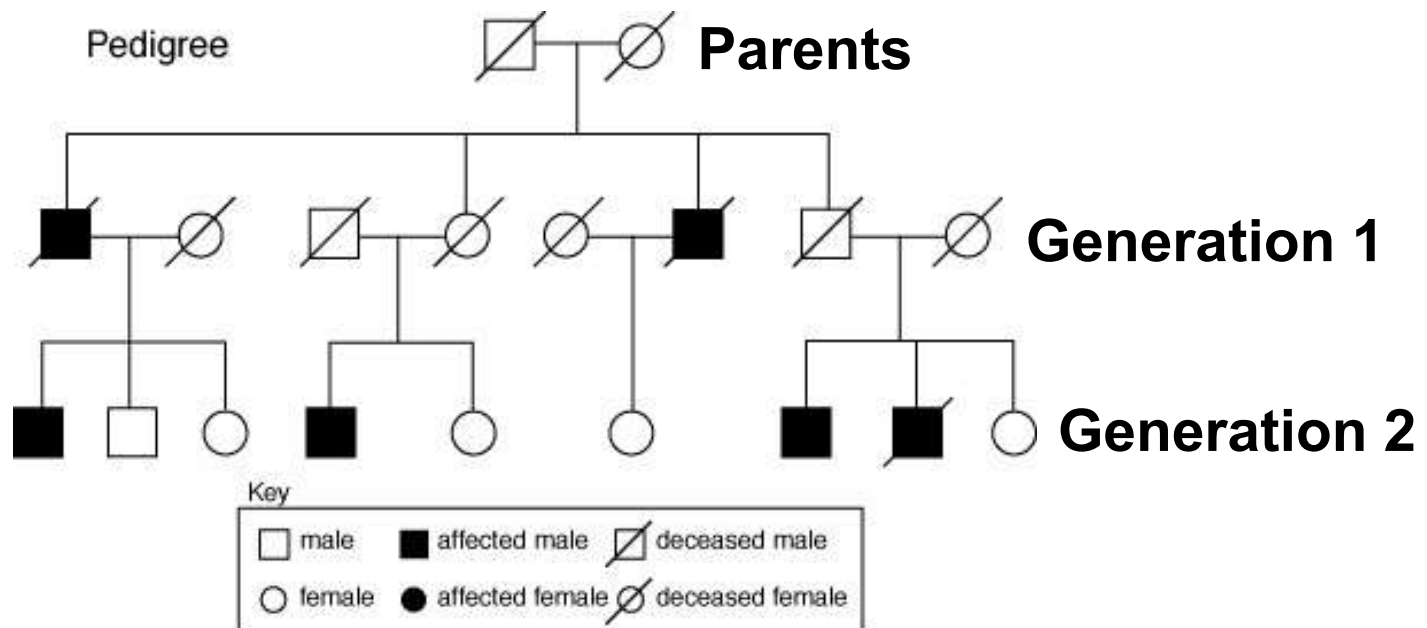 Pedigree
Parents
Generation 1
Generation 2
Key
male
affected male
deceased male
female
affected female
deceased female